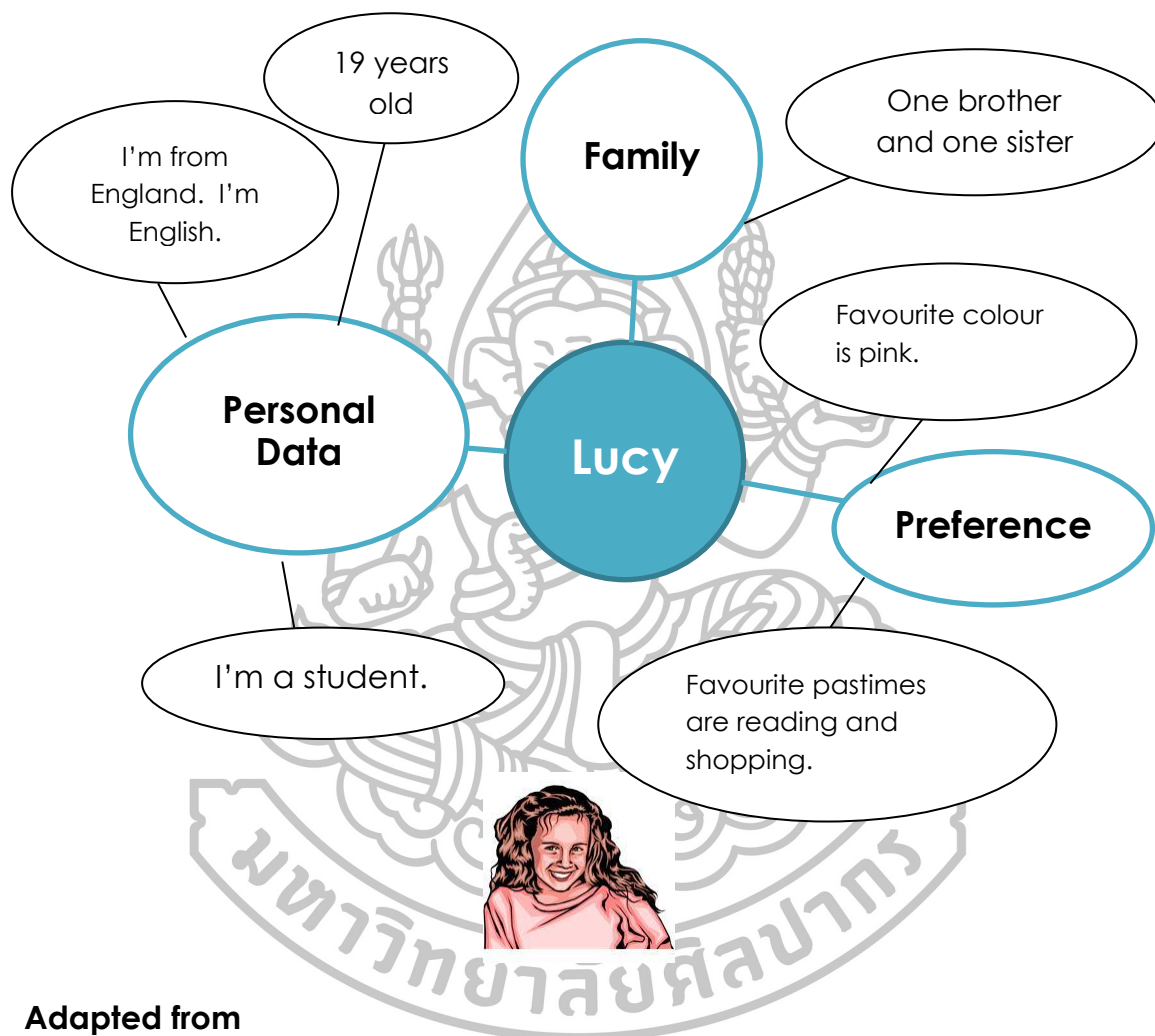 19 years
old
One brother
and one sister
Family
I'm from
England.  I'm
English.
Favourite colour
is pink.
Personal
Data
Lucy
Preference
I'm a student.
Favourite pastimes
are reading and
shopping.
มหาวิทยาลัยศิลปากร
Adapted from